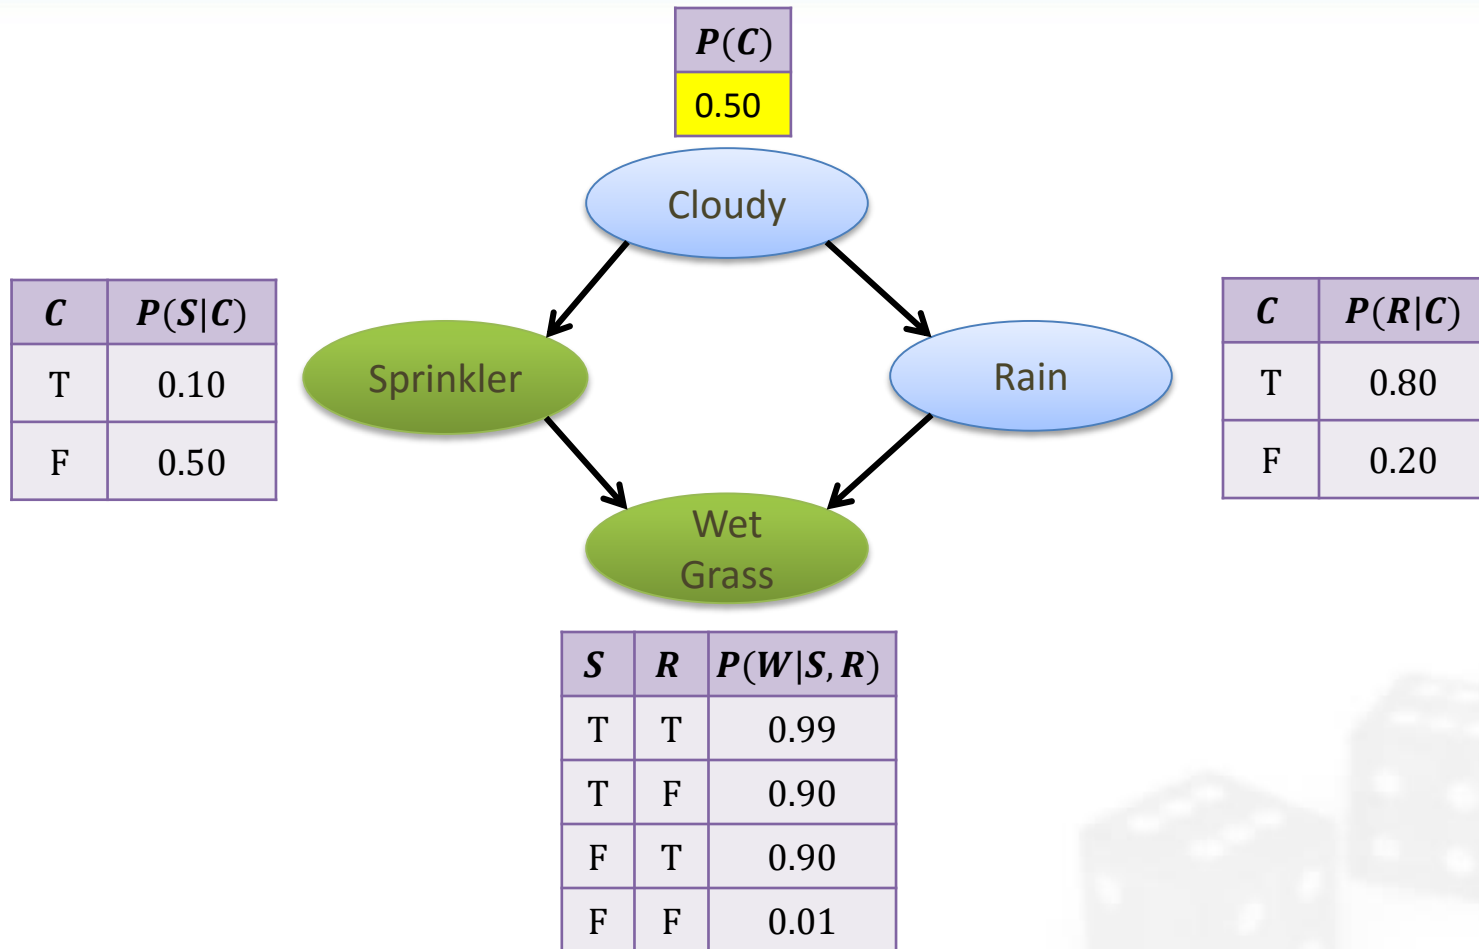 P(C)
0.50
Cloudy
C P(S|C)
T 0.10
F 0.50
Sprinkler
Rain
C P(R|C)
T 0.80
F 0.20
Wet
Grass
S R P(W|S, R)
T T 0.99
T F 0.90
F T 0.90
F F 0.01